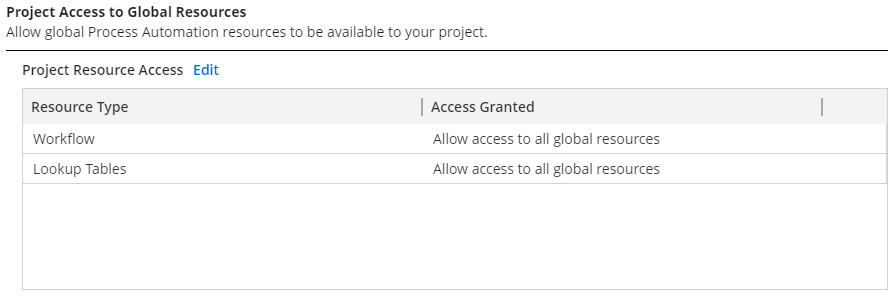 Project Access to Global Resources
Allow global Process Automation resources to be available to your project.
Project Resource Access Edit
Resource Type Access Granted
Workflow Allow access to all global resources
Lookup Tables Allow access to all global resources